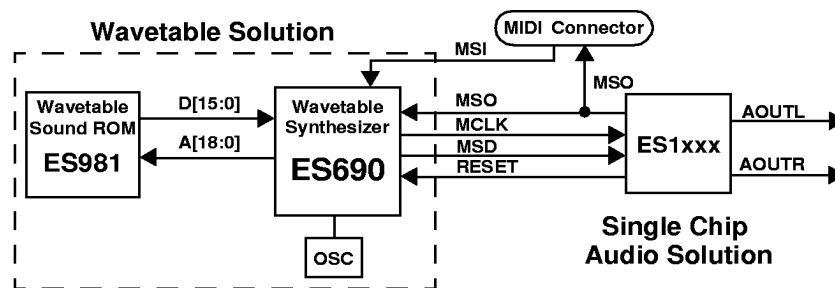 Wavetable Solution
MIDI Connector
MSI
MSO
Wavetable
Sound ROM
ES981
D[15:0]
A[18:0]
Wavetable
Synthesizer
ES690
OSC
MSO
MCLK
MSD
RESET
ES1xxx
AOUTL
AOUTR
Single Chip
Audio Solution